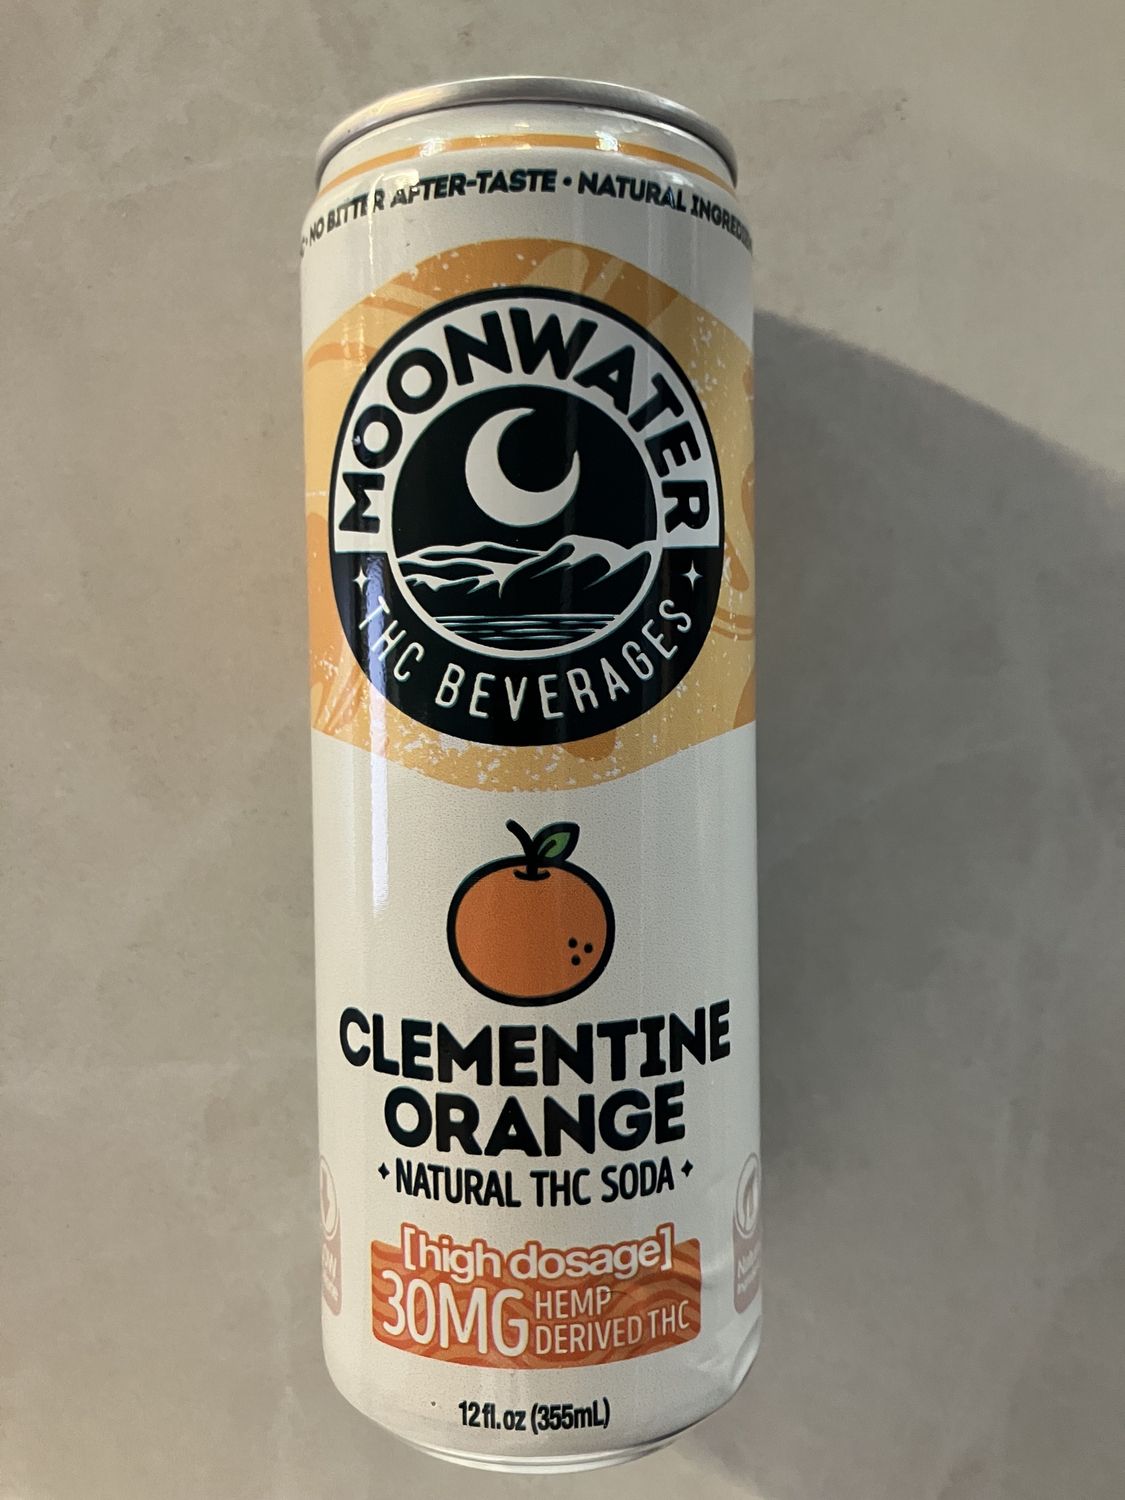 NO BITTER AFTER-TASTE • NATURAL
MOONWATER
THC BEVERAGES
CLEMENTINE
ORANGE
NATURAL THC SODA
[high dosage]
30MG HEMP
DERIVED THC
12 fl. oz (355mL)